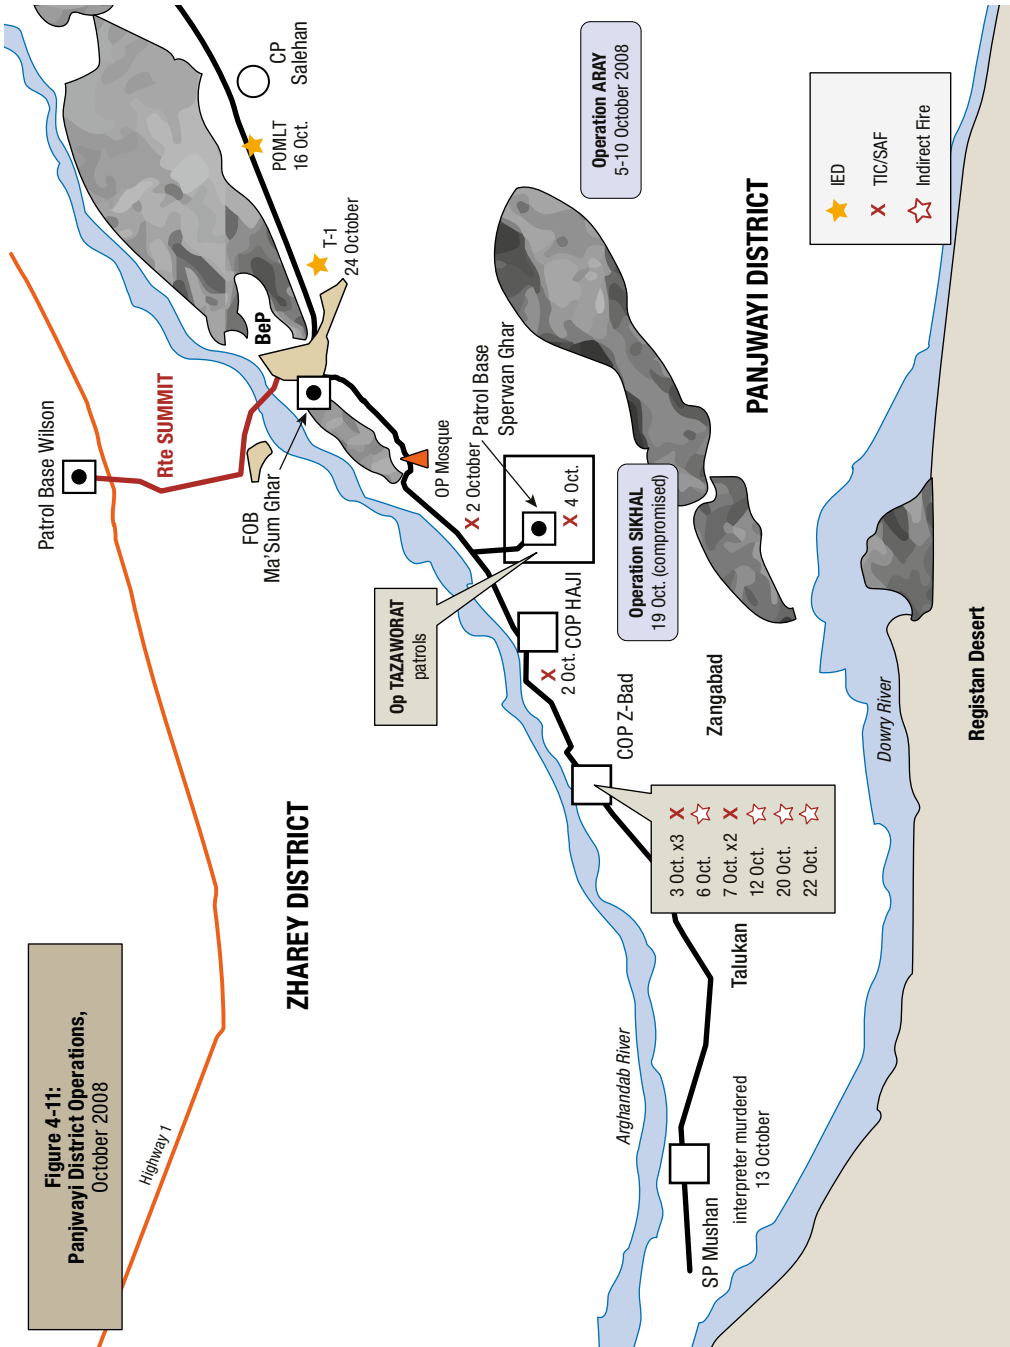 Figure 4-11:
Panjwayi District Operations,
October 2008
Highway 1
ZHAREY DISTRICT
Patrol Base Wilson
Rte SUMMIT
FOB
Ma'Sum Ghar
BeP
T-1
24 October
POMLT
16 Oct.
CP
Salehan
OP Mosque
X 2 October
Patrol Base
Sperwan Ghar
X 4 Oct.
Op TAZAWORAT
patrols
COP HAJI
X
2 Oct.
COP Z-Bad
3 Oct. x3 X
6 Oct.
7 Oct. x2 X
12 Oct.
20 Oct.
22 Oct.
Operation ARAY
5-10 October 2008
Operation SIKHAL
19 Oct. (compromised)
PANJWAYI DISTRICT
Zangabad
Talukan
Arghandab River
SP Mushan
interpreter murdered
13 October
Dowry River
Registan Desert
IED
X TIC/SAF
Indirect Fire